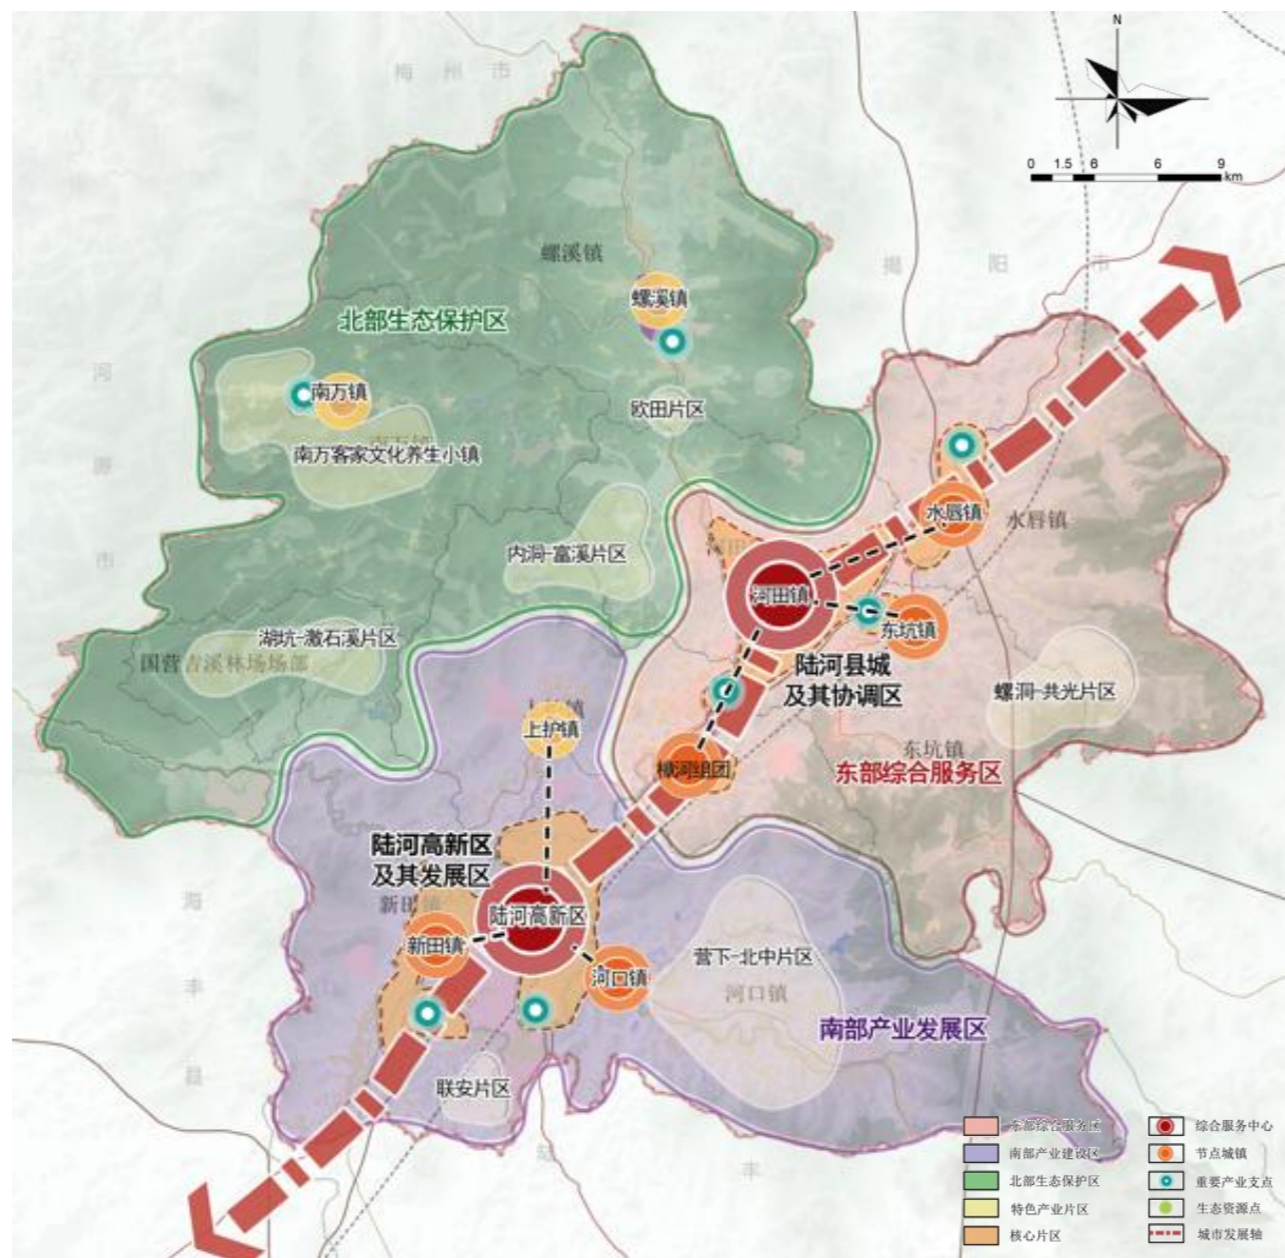 N
0 1.5 6 6 9
km
梅州市
揭阳市
河源市
海丰县
陆丰
螺溪镇
螺溪镇
北部生态保护区
南万镇
南万客家文化养生小镇
欧田片区
内洞-富溪片区
湖坑-激石溪片区
国营吉溪林场场部
水唇镇
水唇镇
河田镇
东坑镇
陆河县城
及其协调区
螺洞-共光片区
东坑镇
东部综合服务区
上护镇
陆河高新区
及其发展区
新田镇
陆河高新区
新田镇
河口镇
营下-北中片区
河口镇
南部产业发展区
联安片区
东部综合服务区
南部产业建设区
北部生态保护区
特色产业片区
核心片区
综合服务中心
节点城镇
重要产业支点
生态资源点
城市发展轴